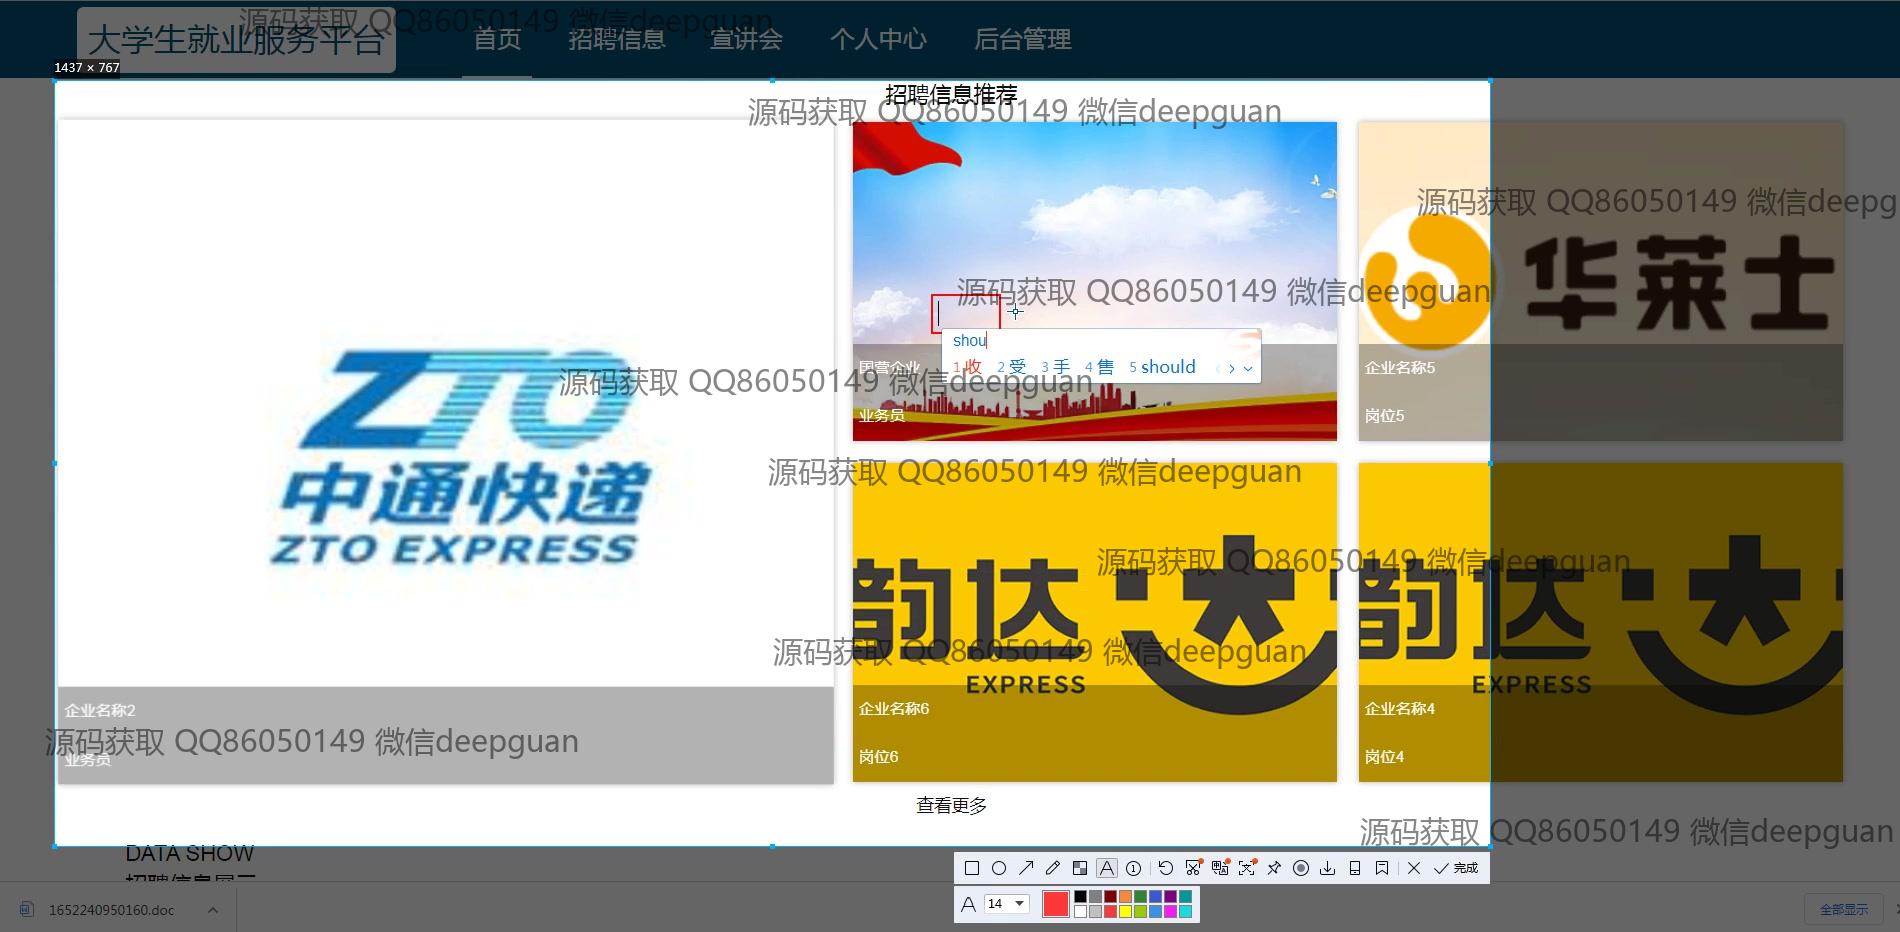 源码获取 QQ86050149 微信deepguan
大学生就业服务平台
首页 招聘信息 宣讲会 个人中心 后台管理
1437 × 767
招聘信息推荐
源码获取 QQ86050149 微信deepguan
源码获取 QQ86050149 微信deepg
华莱士
源码获取 QQ86050149 微信deepguan
shou
1 收 2 受 3 手 4 售 5 should
国营企业
业务员
企业名称5
岗位5
源码获取 QQ86050149 微信deepguan
ZTO
中通快递
ZTO EXPRESS
源码获取 QQ86050149 微信deepguan
源码获取 QQ86050149 微信deepguan
韵达
EXPRESS
韵达
EXPRESS
源码获取 QQ86050149 微信deepguan
企业名称2
业务员
企业名称6
岗位6
企业名称4
岗位4
源码获取 QQ86050149 微信deepguan
查看更多
源码获取 QQ86050149 微信deepguan
DATA SHOW
招聘信息展示
完成
A 14
1652240950160.doc
全部显示